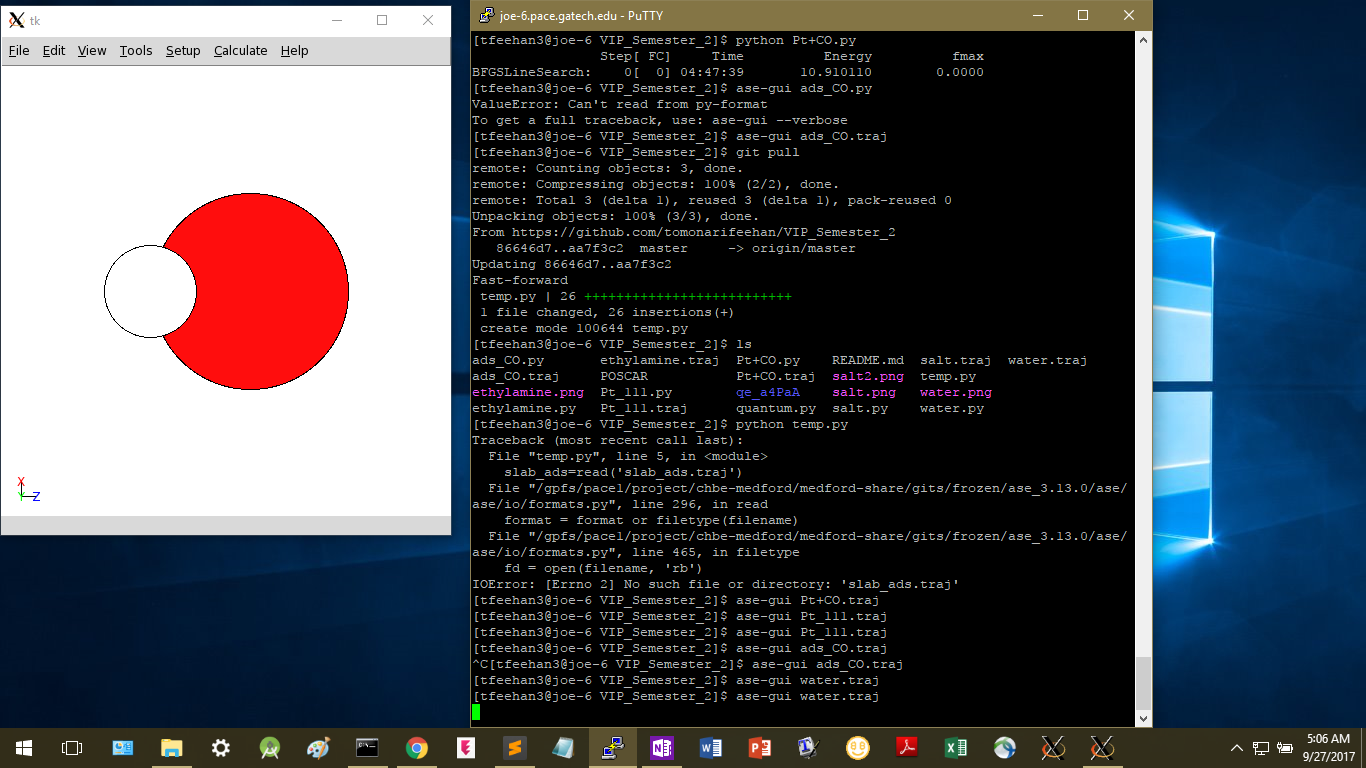 tk
File Edit View Tools Setup Calculate Help
X
Y Z
joe-6.pace.gatech.edu - PuTTY
[tfeehan3@joe-6 VIP_Semester_2]$ python Pt+CO.py
Step[ FC] Time Energy fmax
BFGSLineSearch: 0[ 0] 04:47:39 10.910110 0.0000
[tfeehan3@joe-6 VIP_Semester_2]$ ase-gui ads_CO.py
ValueError: Can't read from py-format
To get a full traceback, use: ase-gui --verbose
[tfeehan3@joe-6 VIP_Semester_2]$ ase-gui ads_CO.traj
[tfeehan3@joe-6 VIP_Semester_2]$ git pull
remote: Counting objects: 3, done.
remote: Compressing objects: 100% (2/2), done.
remote: Total 3 (delta 1), reused 3 (delta 1), pack-reused 0
Unpacking objects: 100% (3/3), done.
From https://github.com/tomonarifeehan/VIP_Semester_2
86646d7..aa7f3c2 master -> origin/master
Updating 86646d7..aa7f3c2
Fast-forward
temp.py | 26 ++++++++++++++++++++++++++
1 file changed, 26 insertions(+)
create mode 100644 temp.py
[tfeehan3@joe-6 VIP_Semester_2]$ ls
ads_CO.py ethylamine.traj Pt+CO.py README.md salt.traj water.traj
ads_CO.traj POSCAR Pt+CO.traj salt2.png temp.py
ethylamine.png Pt_111.py qe_a4PaA salt.png water.png
ethylamine.py Pt_111.traj quantum.py salt.py water.py
[tfeehan3@joe-6 VIP_Semester_2]$ python temp.py
Traceback (most recent call last):
File "temp.py", line 5, in <module>
slab_ads=read('slab_ads.traj')
File "/gpfs/pace1/project/chbe-medford/medford-share/gits/frozen/ase_3.13.0/ase/
ase/io/formats.py", line 296, in read
format = format or filetype(filename)
File "/gpfs/pace1/project/chbe-medford/medford-share/gits/frozen/ase_3.13.0/ase/
ase/io/formats.py", line 465, in filetype
fd = open(filename, 'rb')
IOError: [Errno 2] No such file or directory: 'slab_ads.traj'
[tfeehan3@joe-6 VIP_Semester_2]$ ase-gui Pt+CO.traj
[tfeehan3@joe-6 VIP_Semester_2]$ ase-gui Pt_111.traj
[tfeehan3@joe-6 VIP_Semester_2]$ ase-gui Pt_111.traj
[tfeehan3@joe-6 VIP_Semester_2]$ ase-gui ads_CO.traj
^C[tfeehan3@joe-6 VIP_Semester_2]$ ase-gui ads_CO.traj
[tfeehan3@joe-6 VIP_Semester_2]$ ase-gui water.traj
[tfeehan3@joe-6 VIP_Semester_2]$ ase-gui water.traj
5:06 AM
9/27/2017